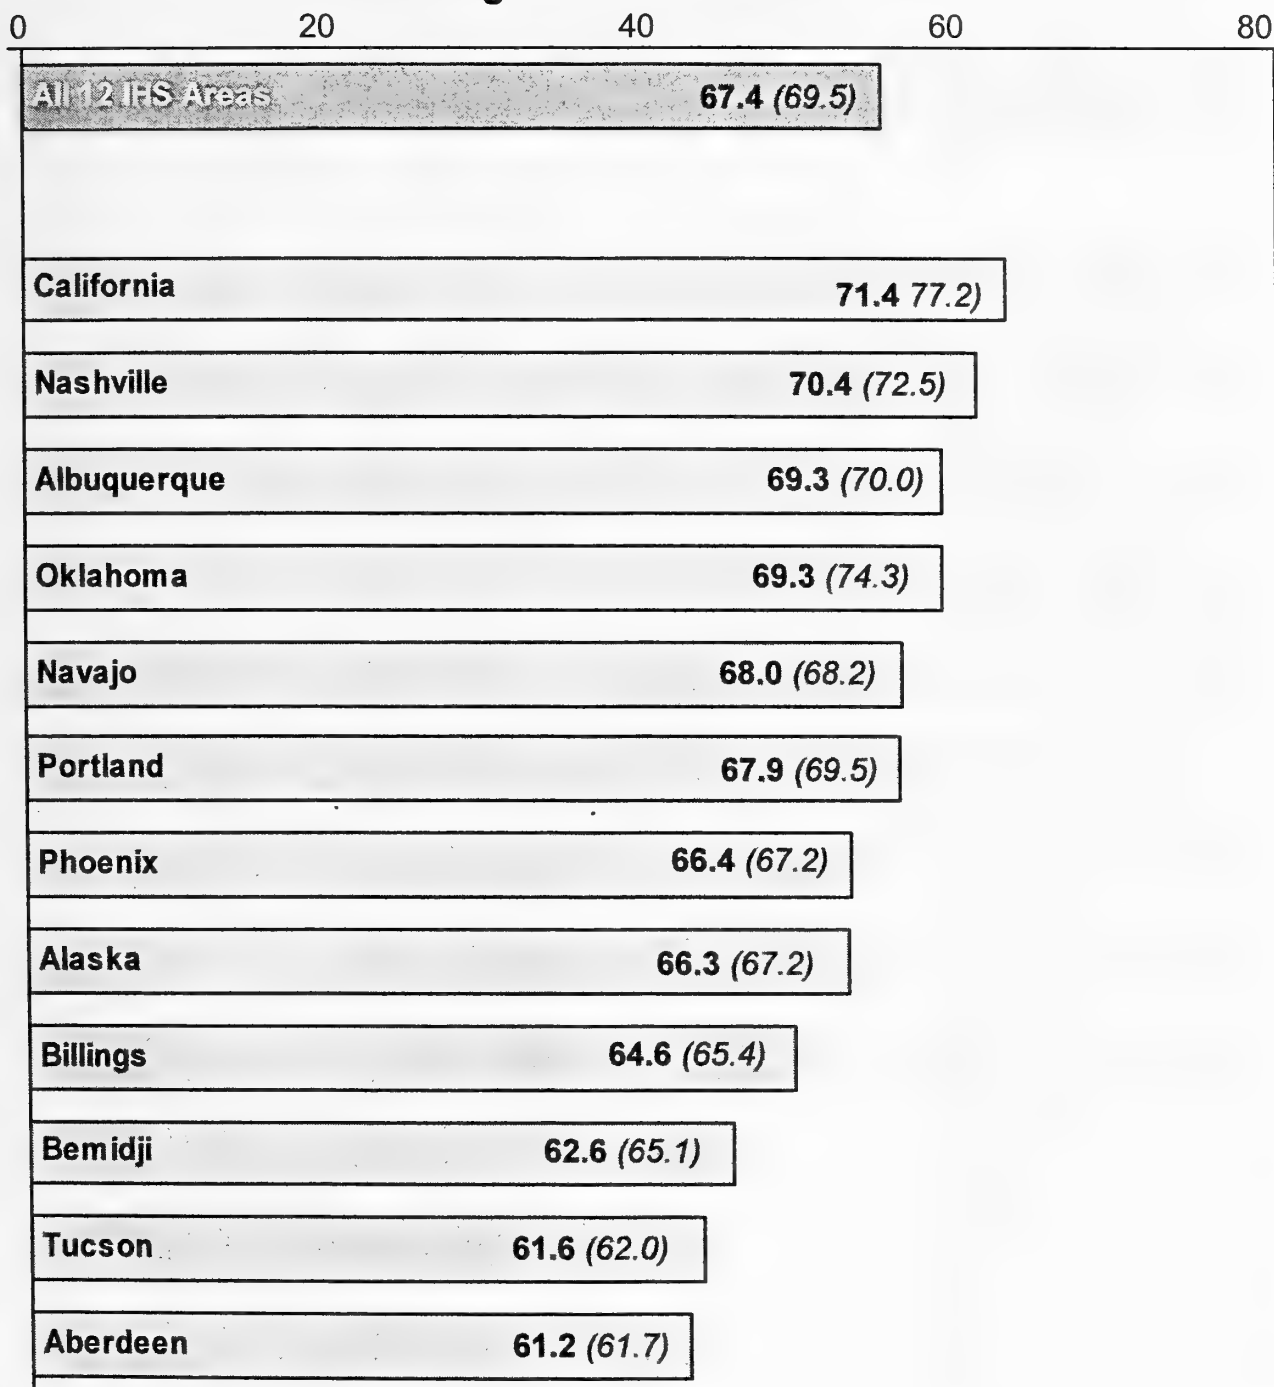 0 20 40 60 80
All 12 IHS Areas 67.4 (69.5)
California 71.4 77.2)
Nashville 70.4 (72.5)
Albuquerque 69.3 (70.0)
Oklahoma 69.3 (74.3)
Navajo 68.0 (68.2)
Portland 67.9 (69.5)
Phoenix 66.4 (67.2)
Alaska 66.3 (67.2)
Billings 64.6 (65.4)
Bemidji 62.6 (65.1)
Tucson 61.6 (62.0)
Aberdeen 61.2 (61.7)